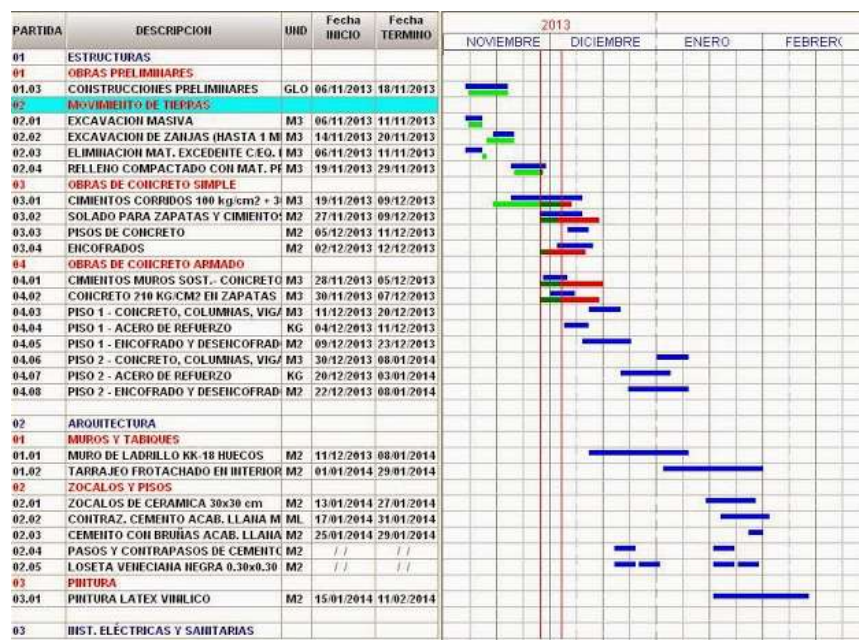 PARTIDA DESCRIPCION UND Fecha INICIO Fecha TERMINO
2013
NOVIEMBRE DICIEMBRE ENERO FEBRER
01 ESTRUCTURAS
01 OBRAS PRELIMINARES
01.03 CONSTRUCCIONES PRELIMINARES GLO 06/11/2013 18/11/2013
02 MOVIMIENTO DE TIERRAS
02.01 EXCAVACION MASIVA M3 06/11/2013 11/11/2013
02.02 EXCAVACION DE ZANJAS (HASTA 1 M M3 14/11/2013 20/11/2013
02.03 ELIMINACION MAT. EXCEDENTE C/EQ. M3 06/11/2013 11/11/2013
02.04 RELLENO COMPACTADO CON MAT. PR M3 19/11/2013 29/11/2013
03 OBRAS DE CONCRETO SIMPLE
03.01 CIMIENTOS CORRIDOS 100 kg/cm2 + 3 M3 19/11/2013 09/12/2013
03.02 SOLADO PARA ZAPATAS Y CIMIENTOS M2 27/11/2013 09/12/2013
03.03 PISOS DE CONCRETO M2 05/12/2013 11/12/2013
03.04 ENCOFRADOS M2 02/12/2013 12/12/2013
04 OBRAS DE CONCRETO ARMADO
04.01 CIMIENTOS MUROS SOST.- CONCRETO M3 28/11/2013 05/12/2013
04.02 CONCRETO 210 KG/CM2 EN ZAPATAS M3 30/11/2013 07/12/2013
04.03 PISO 1 - CONCRETO, COLUMNAS, VIGA M3 11/12/2013 20/12/2013
04.04 PISO 1 - ACERO DE REFUERZO KG 04/12/2013 11/12/2013
04.05 PISO 1 - ENCOFRADO Y DESENCOFRAD M2 09/12/2013 23/12/2013
04.06 PISO 2 - CONCRETO, COLUMNAS, VIGA M3 30/12/2013 08/01/2014
04.07 PISO 2 - ACERO DE REFUERZO KG 20/12/2013 03/01/2014
04.08 PISO 2 - ENCOFRADO Y DESENCOFRAD M2 22/12/2013 08/01/2014
02 ARQUITECTURA
01 MUROS Y TABIQUES
01.01 MURO DE LADRILLO KK-18 HUECOS M2 11/12/2013 08/01/2014
01.02 TARRAJEO FROTACHADO EN INTERIOR M2 01/01/2014 29/01/2014
02 ZOCALOS Y PISOS
02.01 ZOCALOS DE CERAMICA 30x30 cm M2 13/01/2014 27/01/2014
02.02 CONTRAZ. CEMENTO ACAB. LLANA M ML 17/01/2014 31/01/2014
02.03 CEMENTO CON BRUÑAS ACAB. LLANA M2 25/01/2014 29/01/2014
02.04 PASOS Y CONTRAPASOS DE CEMENTO M2 / / / /
02.05 LOSETA VENECIANA NEGRA 0.30x0.30 M2 / / / /
03 PINTURA
03.01 PINTURA LATEX VINILICO M2 15/01/2014 11/02/2014
03 INST. ELÉCTRICAS Y SANITARIAS